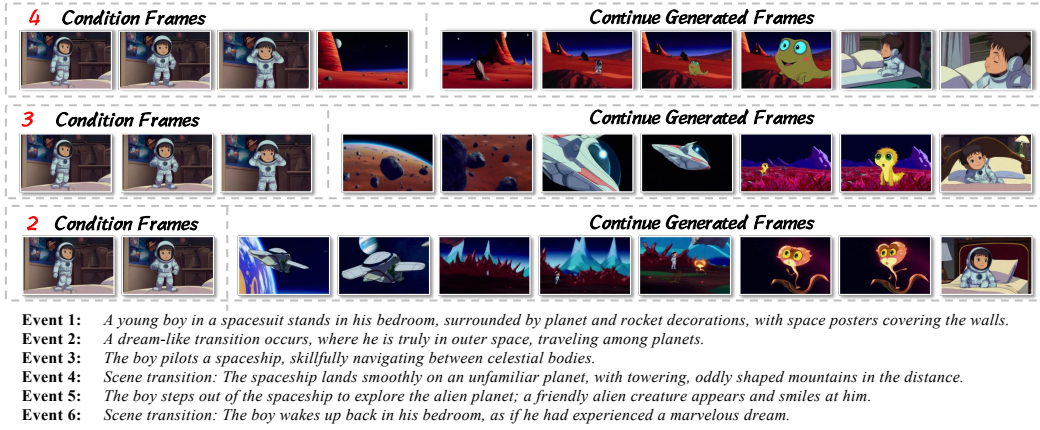 4 Condition Frames Continue Generated Frames
3 Condition Frames Continue Generated Frames
2 Condition Frames Continue Generated Frames
Event 1: A young boy in a spacesuit stands in his bedroom, surrounded by planet and rocket decorations, with space posters covering the walls.
Event 2: A dream-like transition occurs, where he is truly in outer space, traveling among planets.
Event 3: The boy pilots a spaceship, skillfully navigating between celestial bodies.
Event 4: Scene transition: The spaceship lands smoothly on an unfamiliar planet, with towering, oddly shaped mountains in the distance.
Event 5: The boy steps out of the spaceship to explore the alien planet; a friendly alien creature appears and smiles at him.
Event 6: Scene transition: The boy wakes up back in his bedroom, as if he had experienced a marvelous dream.